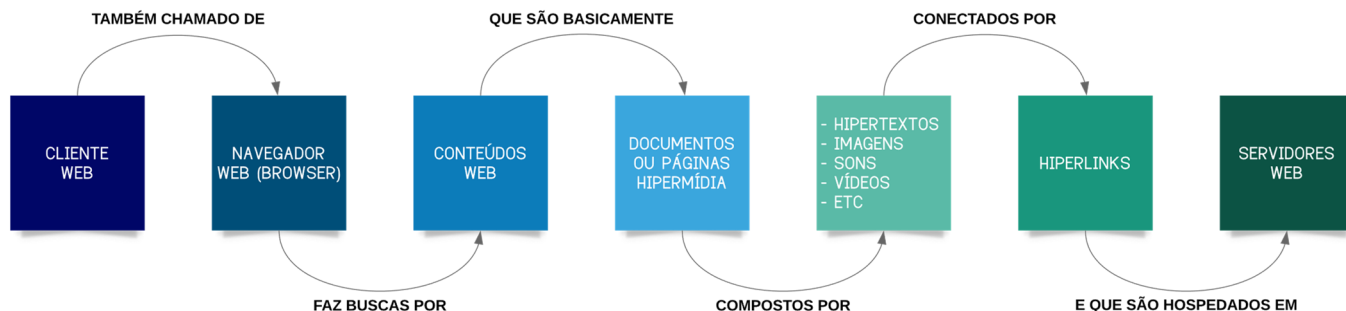 TAMBÉM CHAMADO DE
QUE SÃO BASICAMENTE
CONECTADOS POR
CLIENTE
WEB
NAVEGADOR
WEB (BROWSER)
CONTEÚDOS
WEB
DOCUMENTOS
OU PÁGINAS
HIPERMÍDIA
- HIPERTEXTOS
- IMAGENS
- SONS
- VÍDEOS
- ETC
HIPERLINKS
SERVIDORES
WEB
FAZ BUSCAS POR
COMPOSTOS POR
E QUE SÃO HOSPEDADOS EM